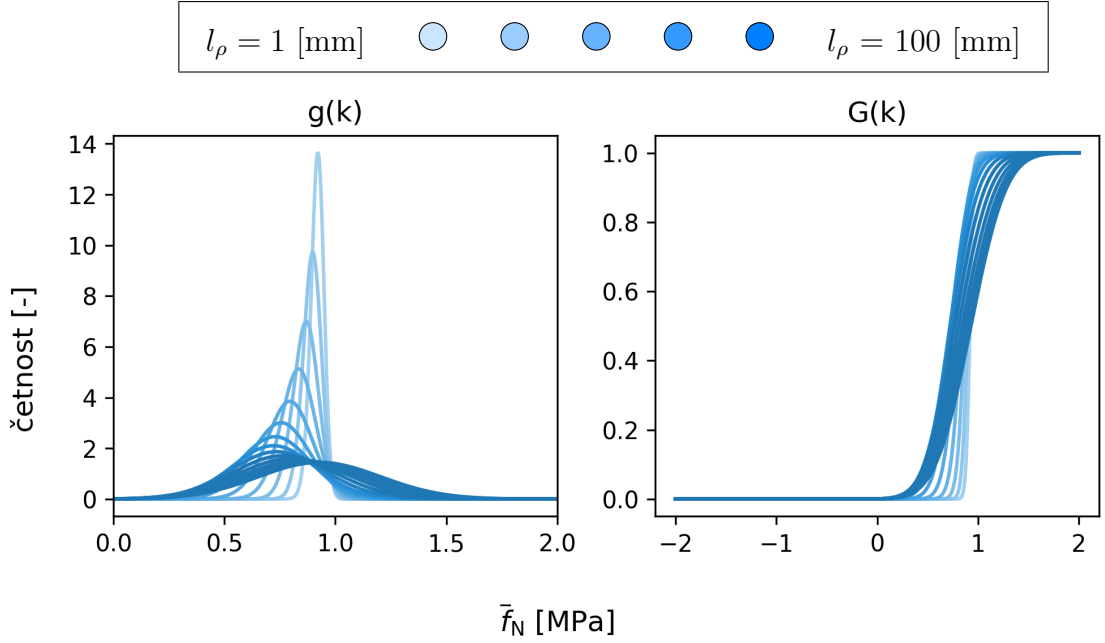 l_ρ = 1 [mm] l_ρ = 100 [mm]
g(k) G(k)
14
12
10
8
6
4
2
0
0.0 0.5 1.0 1.5 2.0
1.0
0.8
0.6
0.4
0.2
0.0
−2 −1 0 1 2
četnost [-]
f̄_N [MPa]